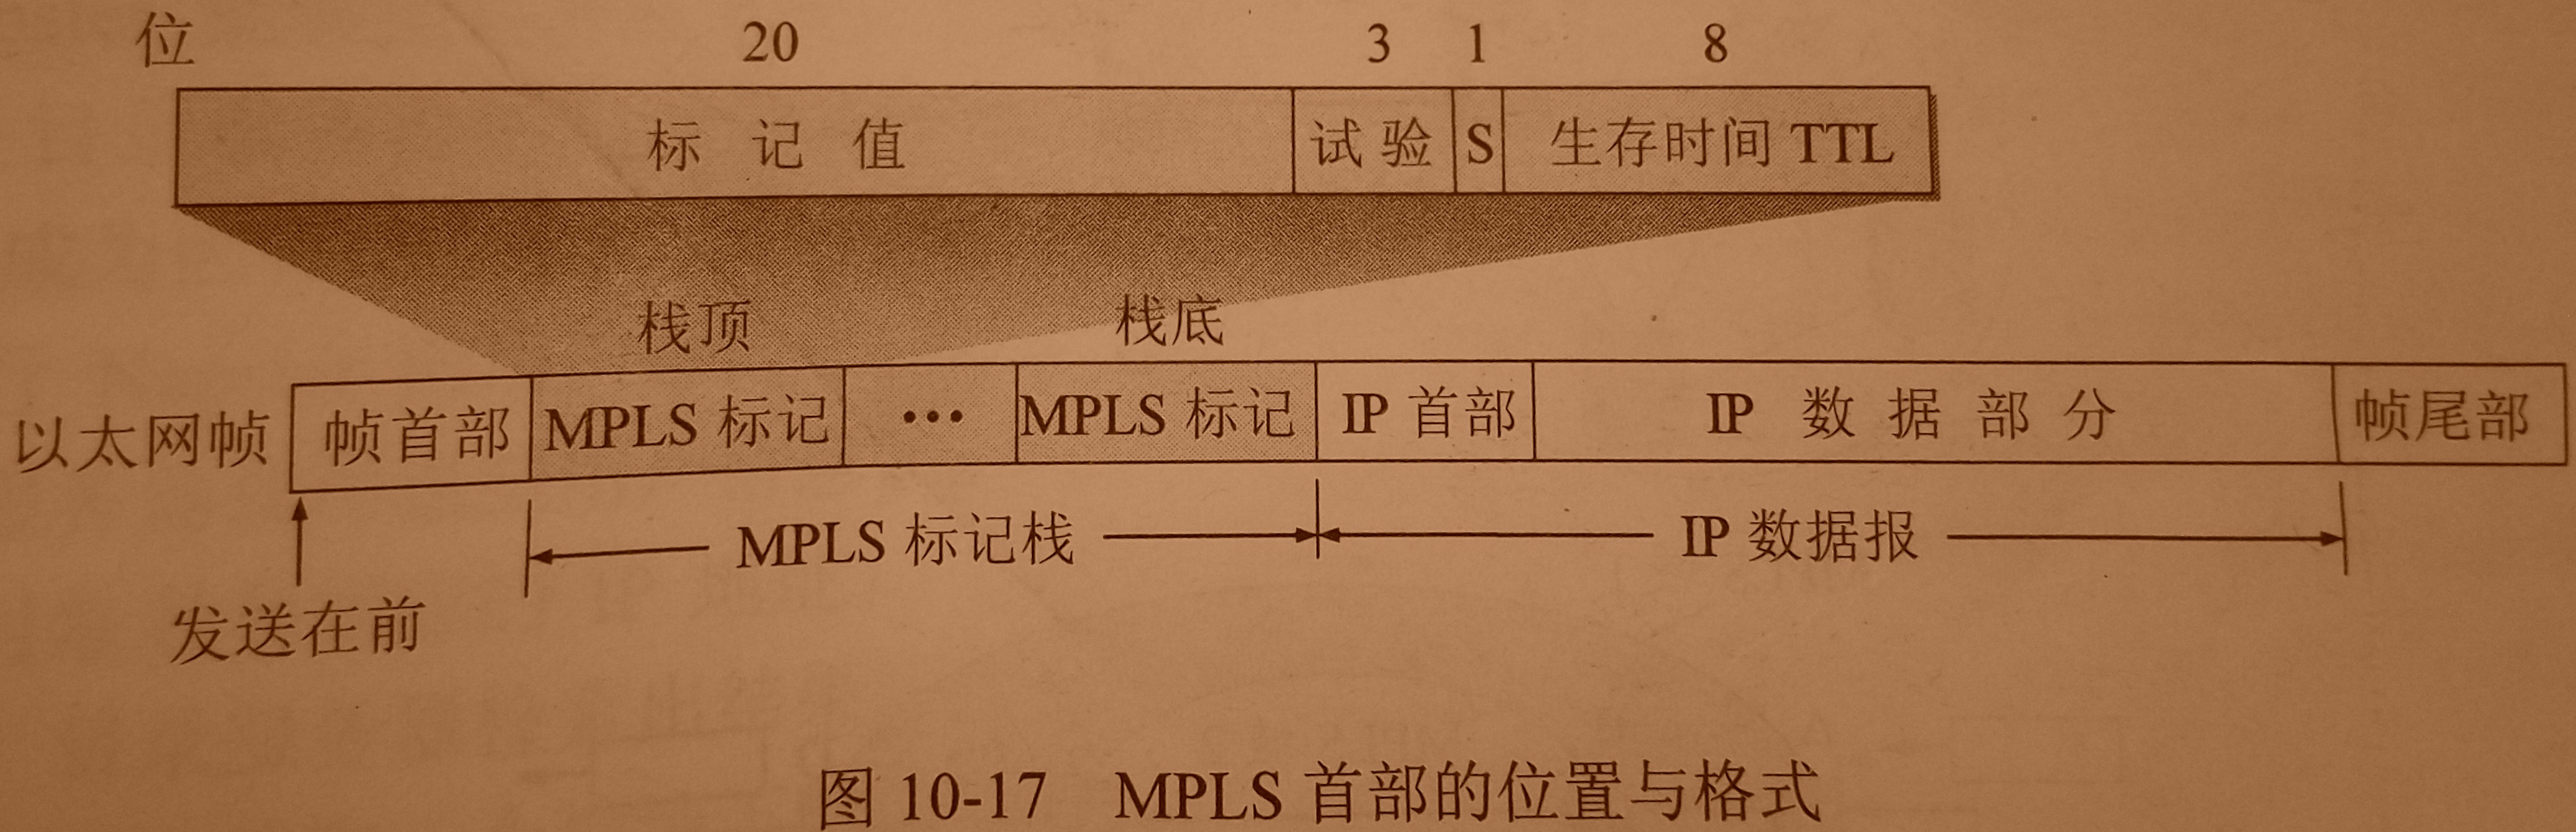 位 20 3 1 8
标记值 试验 S 生存时间 TTL
栈顶 栈底
以太网帧 帧首部 MPLS 标记 ··· MPLS 标记 IP 首部 IP 数据部分 帧尾部
MPLS 标记栈 IP 数据报
发送在前
图 10-17 MPLS 首部的位置与格式